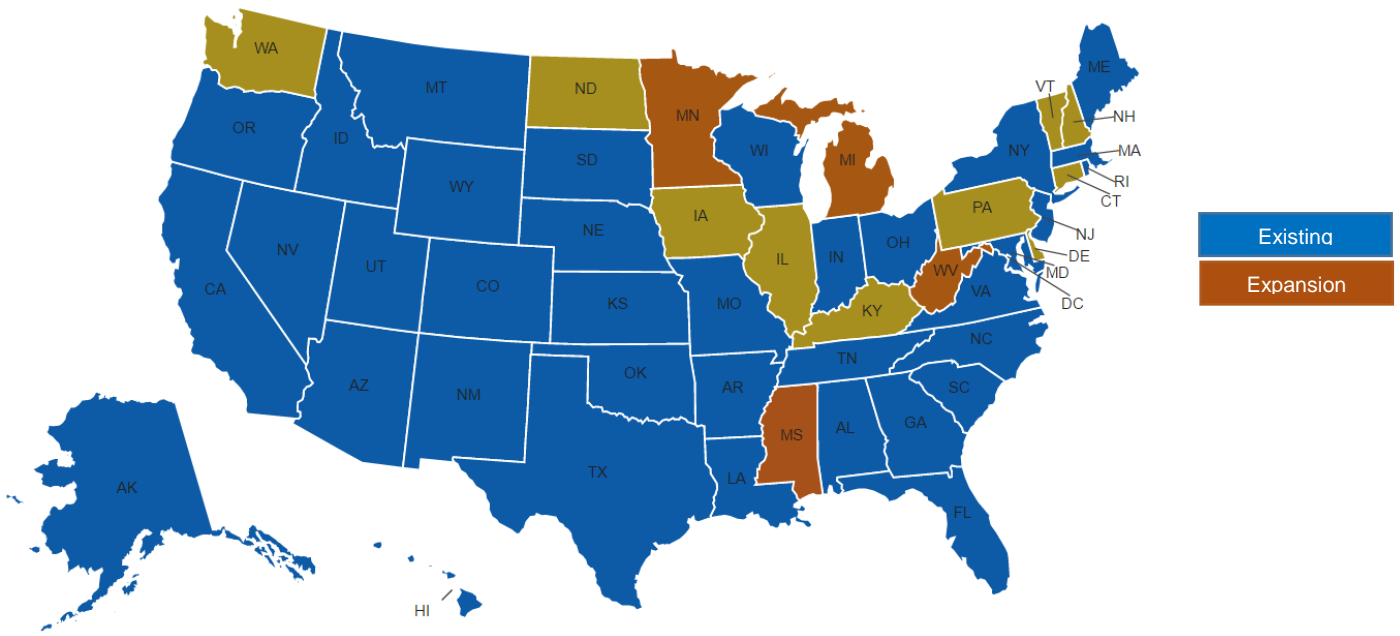 WA
MT
ND
MN
OR
ID
SD
WI
MI
WY
NE
IA
NV
UT
CO
KS
MO
IL
IN
OH
CA
AZ
NM
OK
AR
TX
LA
MS
AL
GA
TN
KY
WV
VA
NC
SC
FL
PA
NY
VT
ME
NH
MA
RI
CT
NJ
DE
MD
DC
AK
HI
Existing
Expansion